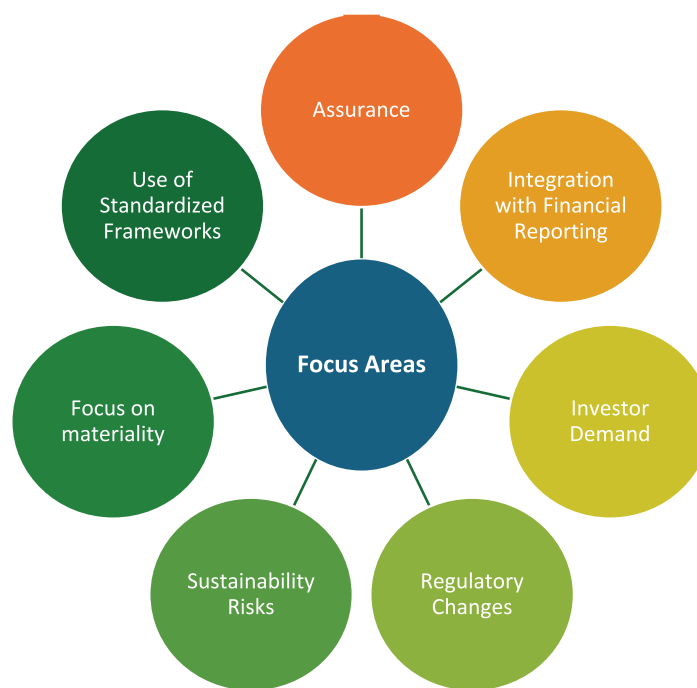 Assurance
Integration
with Financial
Reporting
Investor
Demand
Regulatory
Changes
Sustainability
Risks
Focus on
materiality
Use of
Standardized
Frameworks
Focus Areas